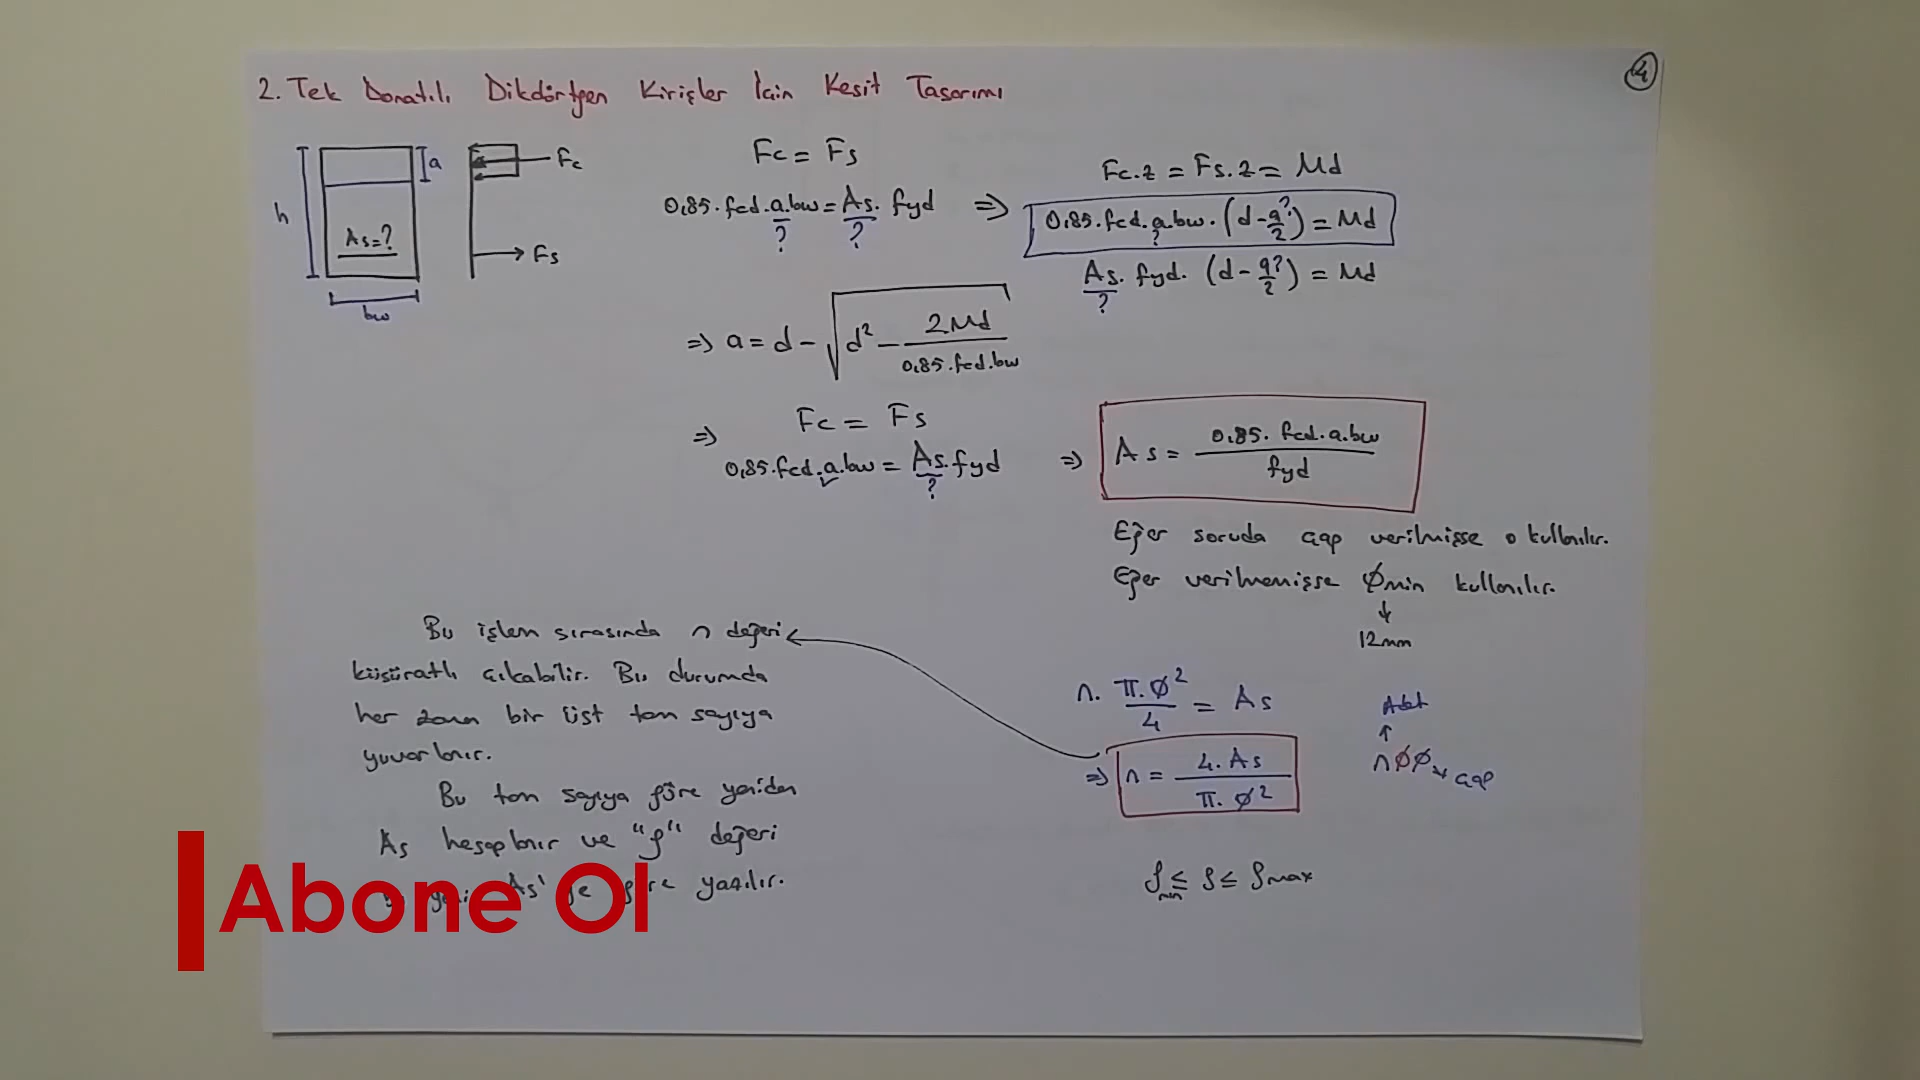 4
2. Tek Donatılı Dikdörtgen Kirişler İçin Kesit Tasarımı
h
a
As=?
bw
Fc
Fs
Fc = Fs
0,85.fcd.a.bw = As.fyd ⇒
? ?
Fc.z = Fs.z = Md
0,85.fcd.a.bw.(d-a/2) = Md
? ?
As.fyd.(d-a/2) = Md
? ?
⇒ a = d - √(d² - 2Md/(0,85.fcd.bw))
⇒ Fc = Fs
0,85.fcd.a.bw = As.fyd ⇒
✓ ?
As = 0,85.fcd.a.bw / fyd
Eğer soruda çap verilmişse o kullanılır.
Eğer verilmemişse Ømin kullanılır.
↓
12mm
n. π.Ø²/4 = As
⇒ n = 4.As / π.Ø²
Adet
↑
nØØ→çap
ρmin ≤ ρ ≤ ρmax
Bu işlem sırasında n değeri
küsüratlı çıkabilir. Bu durumda
her zaman bir üst tam sayıya
yuvarlanır.
Bu tam sayıya göre yeniden
As hesaplanır ve "ρ" değeri
As' ye göre yazılır.
Abone Ol